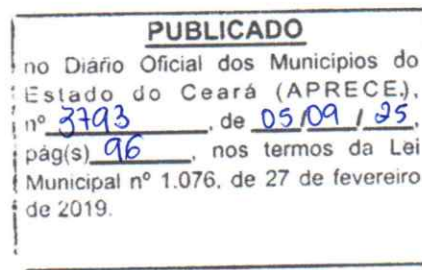 PUBLICADO
no Diário Oficial dos Municipios do
Estado do Ceará (APRECE),
nº 3793, de 05/09/25,
pág(s) 96, nos termos da Lei
Municipal nº 1.076, de 27 de fevereiro
de 2019.